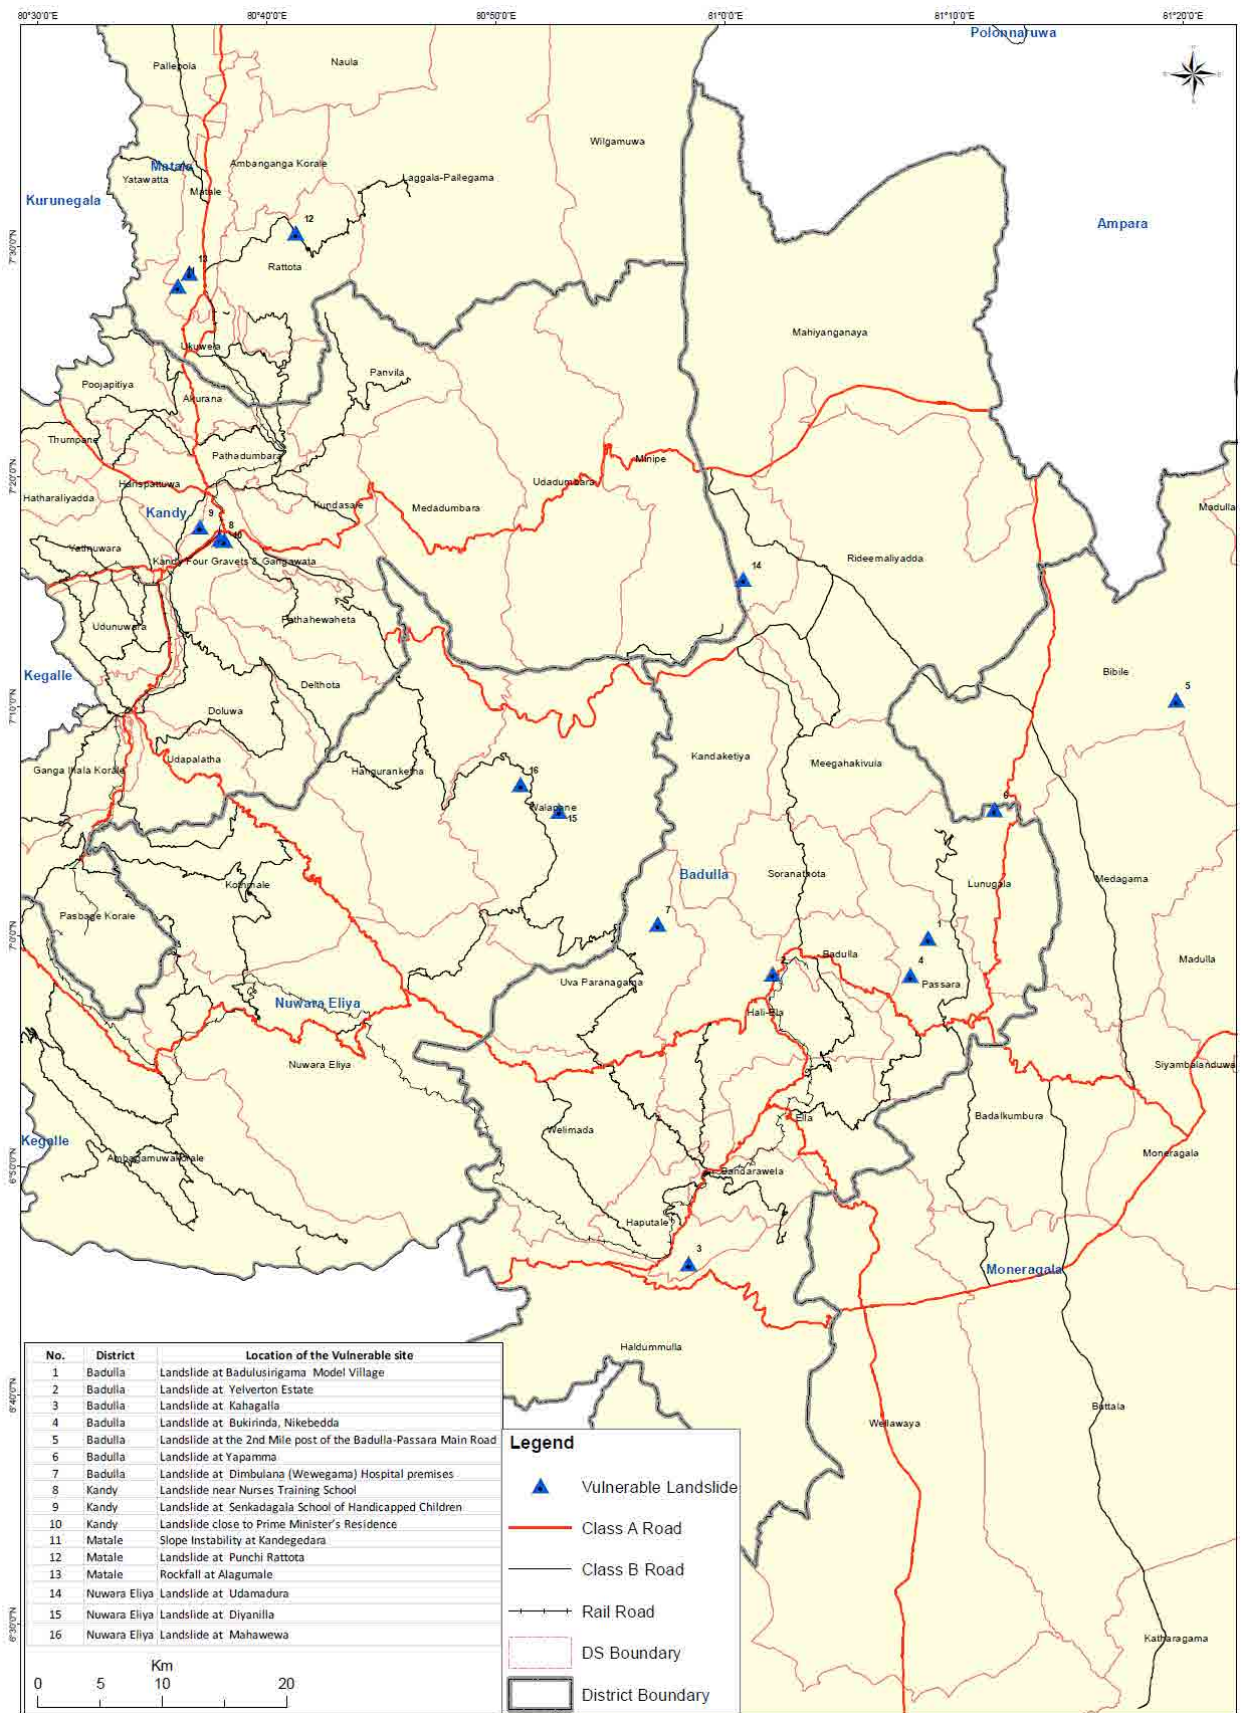 80°30'0"E 80°40'0"E 80°50'0"E 81°0'0"E 81°10'0"E 81°20'0"E
Polonnaruwa
Pallepola
Naula
Wilgamuwa
Matale
Ambanganga Korale
Yatawatta
Matale
Laggala-Pallegama
Kurunegala
12
Ampara
7°30'0"N
13
11
Rattota
Mahiyanganaya
Ukuwela
Poojapitiya
Panvila
Akurana
Thumpane
Pathadumbara
Minipe
7°20'0"N
Harispattuwa
Udadumbara
Hatharaliyadda
Kundasale
Medadumbara
Madulla
Kandy
9
8
10
Yathuwara
Kandy Four Gravets & Gangawata
Rideemaliyadda
14
Udunuwara
Pathahewaheta
Kegalle
Delthota
Bibile
5
7°10'0"N
Doluwa
Udapalatha
Kandaketiya
Meegahakivula
Ganga Ihala Korale
Hanguranketha
16
Walapane
15
6
Badulla
Soranathota
Lunugala
Medagama
Kothmale
Pasbage Korale
7
1
7°0'0"N
Badulla
4
2
Madulla
Uva Paranagama
Passara
Nuwara Eliya
Hali-Ela
Nuwara Eliya
Siyambalanduwa
Badalkumbura
Ella
Kegalle
Welimada
Ambagamuwa Korale
Moneragala
6°50'0"N
Bandarawela
Haputale
3
Moneragala
Haldummulla
6°40'0"N
Buttala
Wellawaya
6°30'0"N
Katharagama
No. District Location of the Vulnerable site
1 Badulla Landslide at Badulusirigama Model Village
2 Badulla Landslide at Yelverton Estate
3 Badulla Landslide at Kahagalla
4 Badulla Landslide at Bukirinda, Nikebedda
5 Badulla Landslide at the 2nd Mile post of the Badulla-Passara Main Road
6 Badulla Landslide at Yapamma
7 Badulla Landslide at Dimbulana (Wewegama) Hospital premises
8 Kandy Landslide near Nurses Training School
9 Kandy Landslide at Senkadagala School of Handicapped Children
10 Kandy Landslide close to Prime Minister's Residence
11 Matale Slope Instability at Kandegedara
12 Matale Landslide at Punchi Rattota
13 Matale Rockfall at Alagumale
14 Nuwara Eliya Landslide at Udamadura
15 Nuwara Eliya Landslide at Diyanilla
16 Nuwara Eliya Landslide at Mahawewa
Legend
Vulnerable Landslide
Class A Road
Class B Road
Rail Road
DS Boundary
District Boundary
Km
0 5 10 20